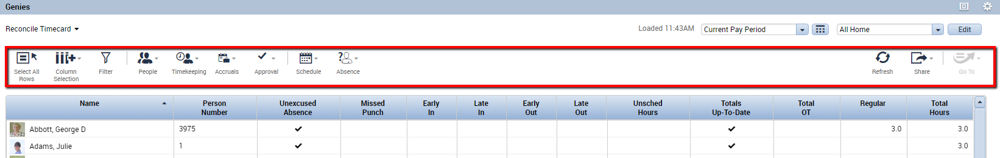 Genies
Reconcile Timecard
Loaded 11:43AM
Current Pay Period
All Home
Edit
Select All
Rows
Column
Selection
Filter
People
Timekeeping
Accruals
Approval
Schedule
Absence
Refresh
Share
Go To
Name
Person
Number
Unexcused
Absence
Missed
Punch
Early
In
Late
In
Early
Out
Late
Out
Unsched
Hours
Totals
Up-To-Date
Total
OT
Regular
Total
Hours
Abbott, George D 3975 3.0 3.0
Adams, Julie 1 3.0